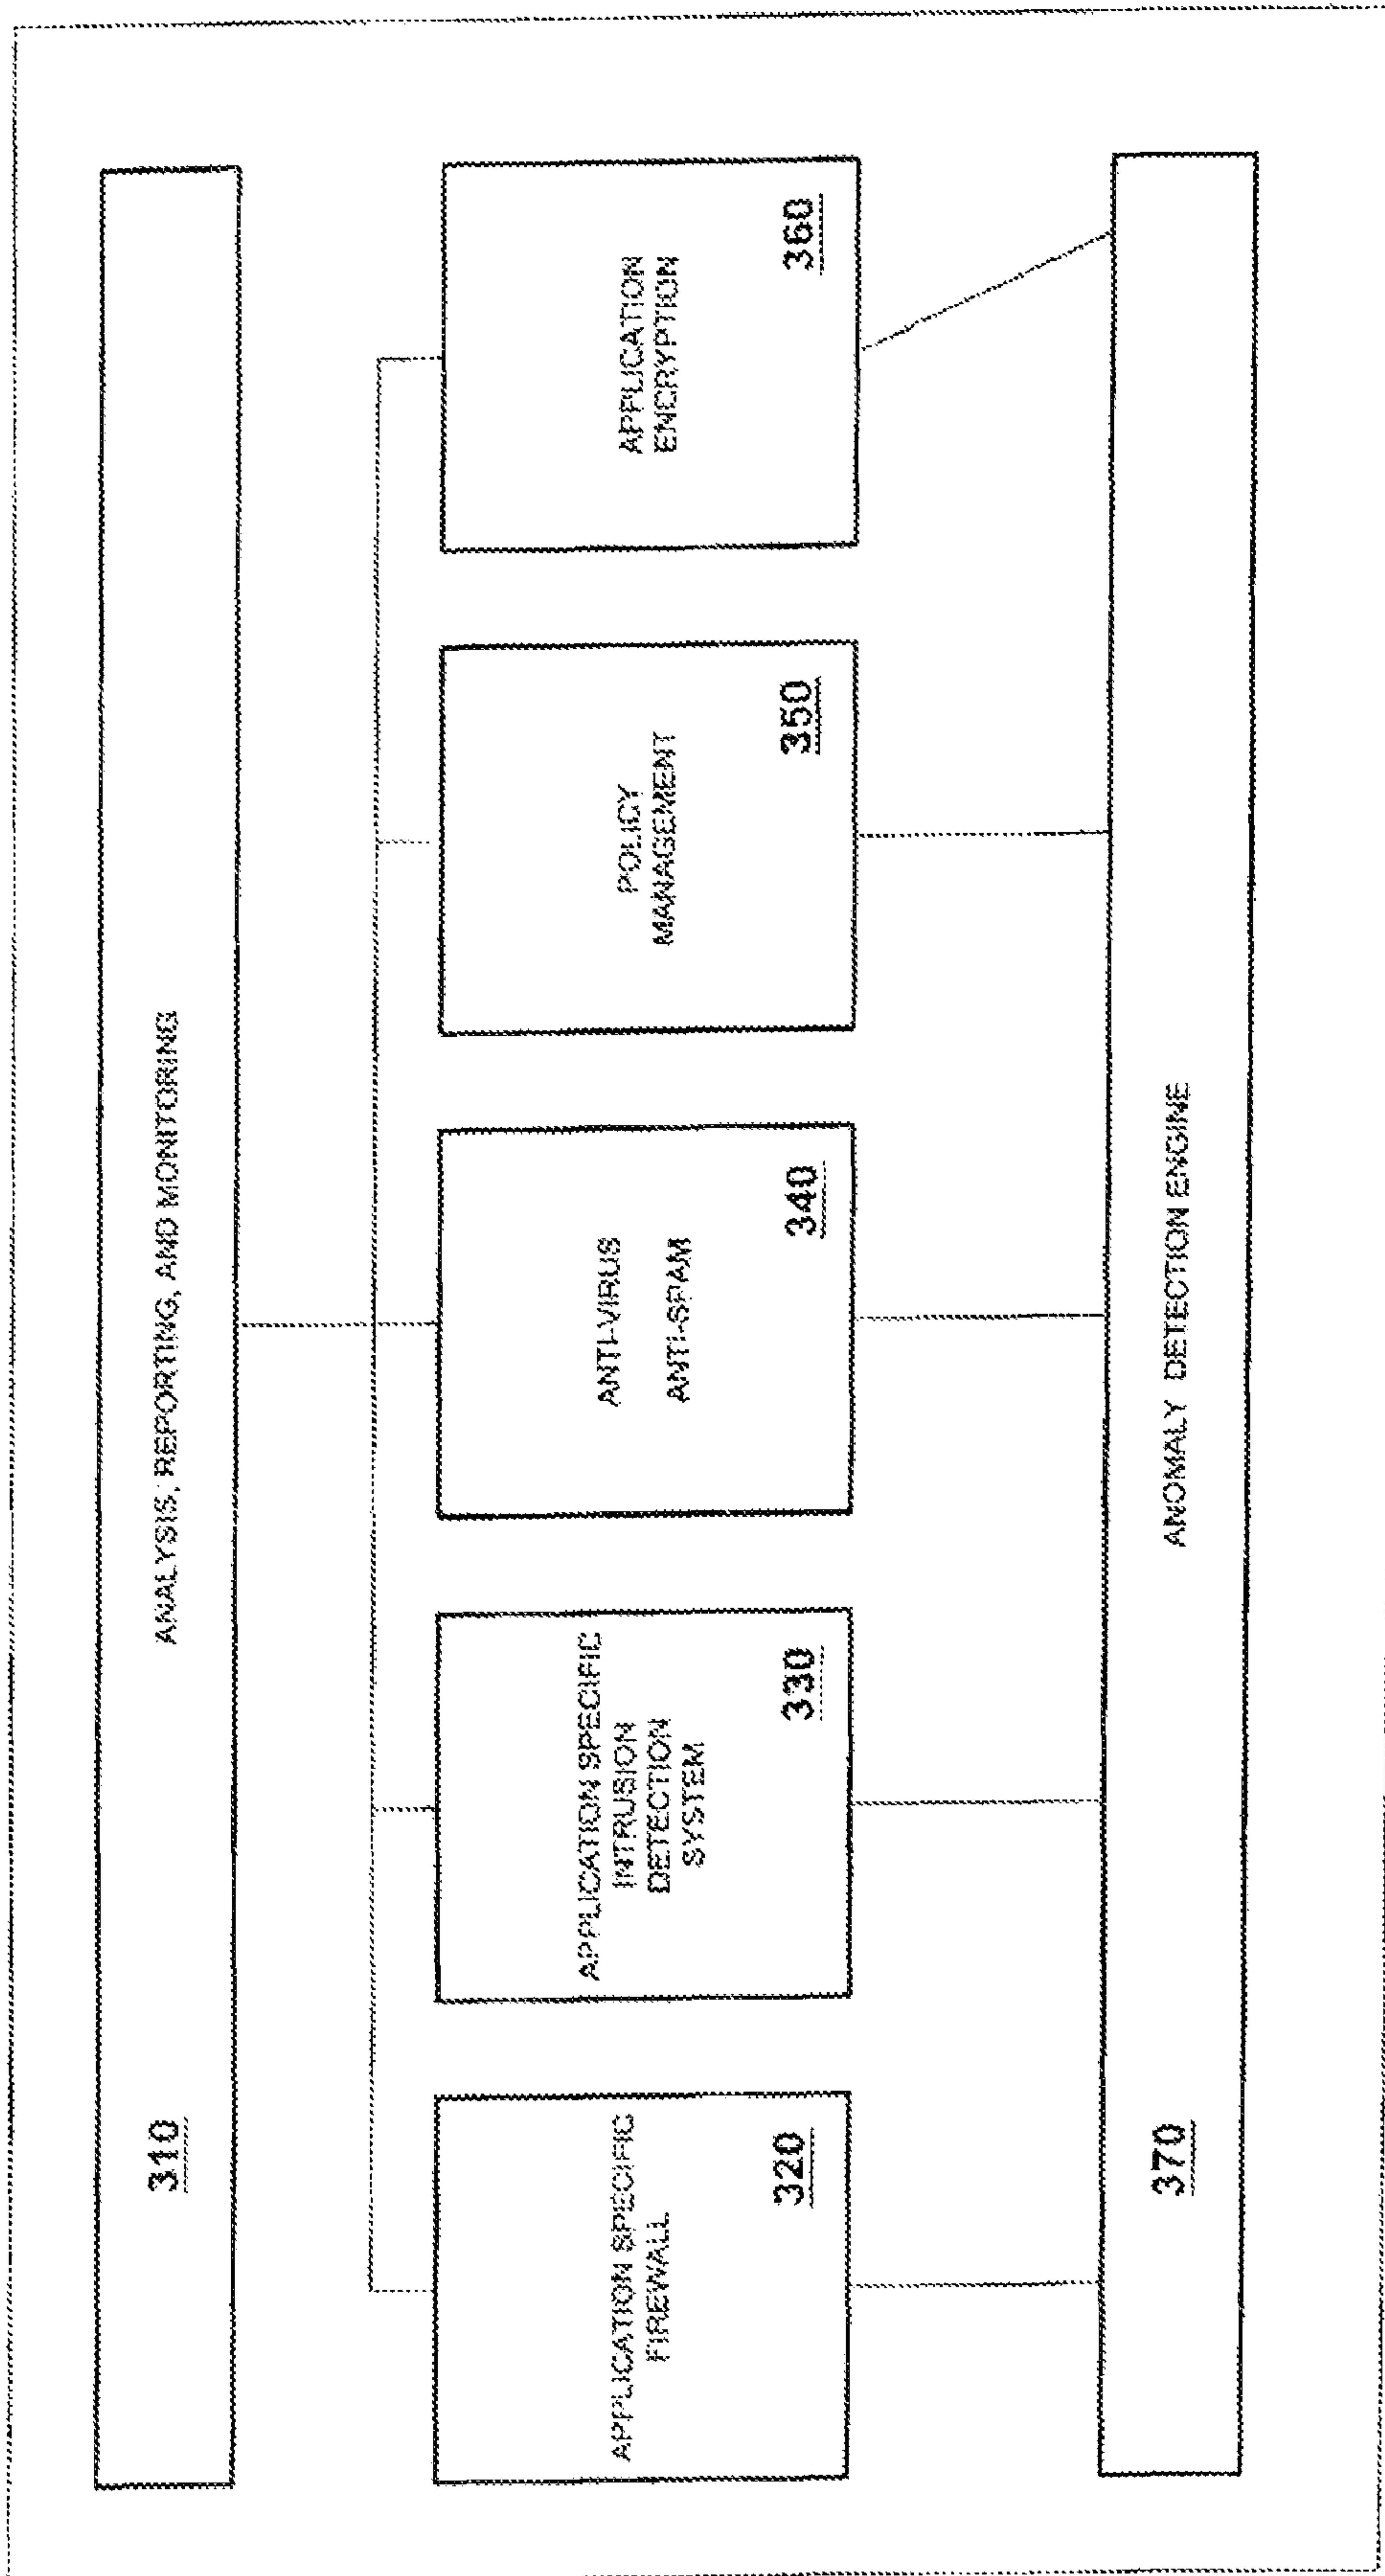 310
ANALYSIS, REPORTING, AND MONITORING
APPLICATION SPECIFIC
FIREWALL
320
APPLICATION SPECIFIC
INTRUSION
DETECTION
SYSTEM
330
ANTI-VIRUS
ANTI-SPAM
340
POLICY
MANAGEMENT
350
APPLICATION
ENCRYPTION
360
370
ANOMALY DETECTION ENGINE